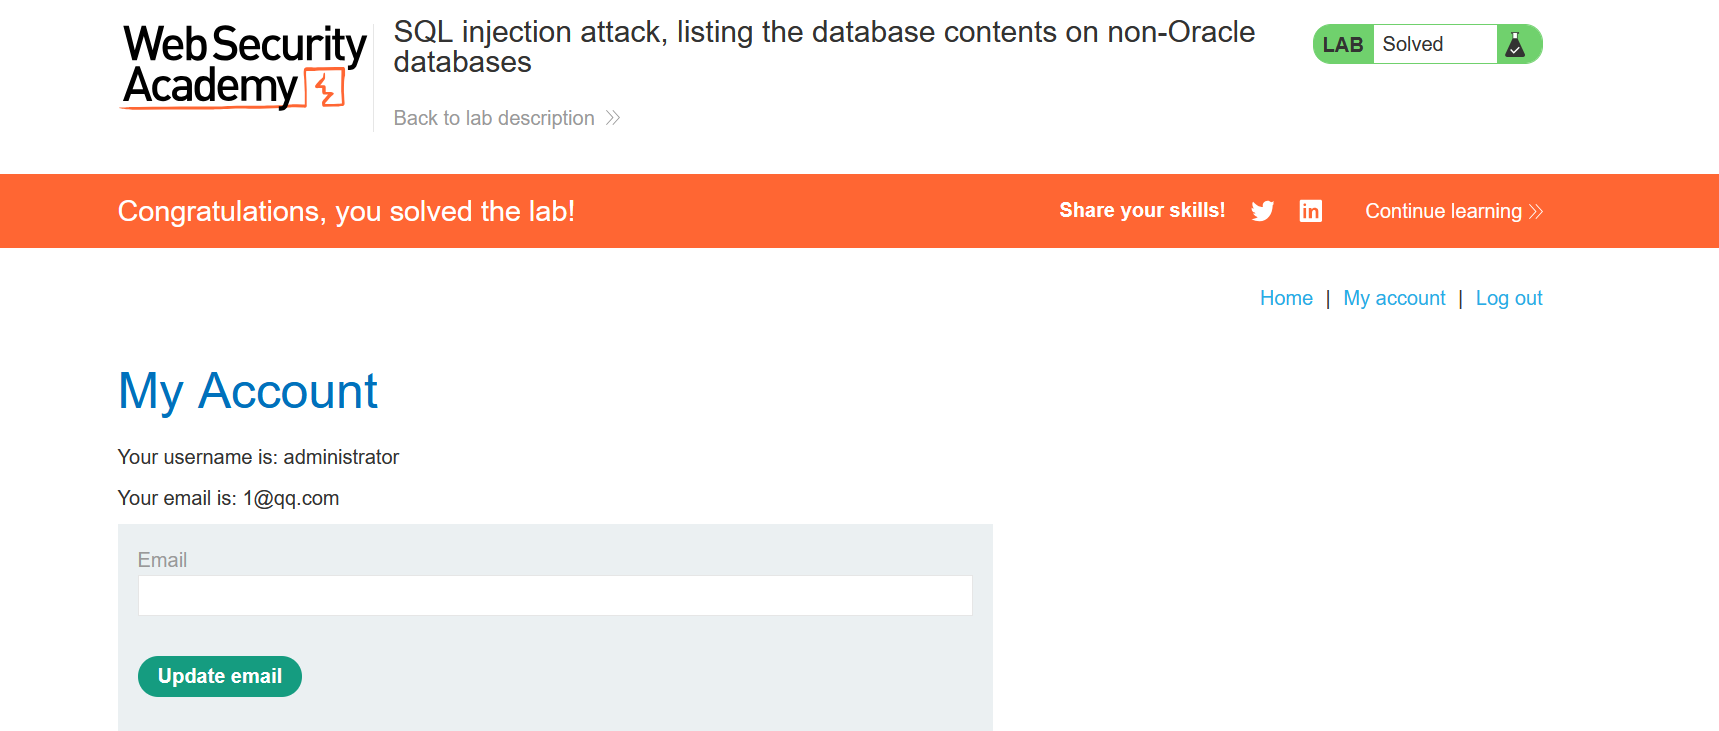 Web Security
Academy
SQL injection attack, listing the database contents on non-Oracle
databases
Back to lab description
LAB Solved
Congratulations, you solved the lab!
Share your skills!
Continue learning
Home | My account | Log out
My Account
Your username is: administrator
Your email is: 1@qq.com
Email
Update email